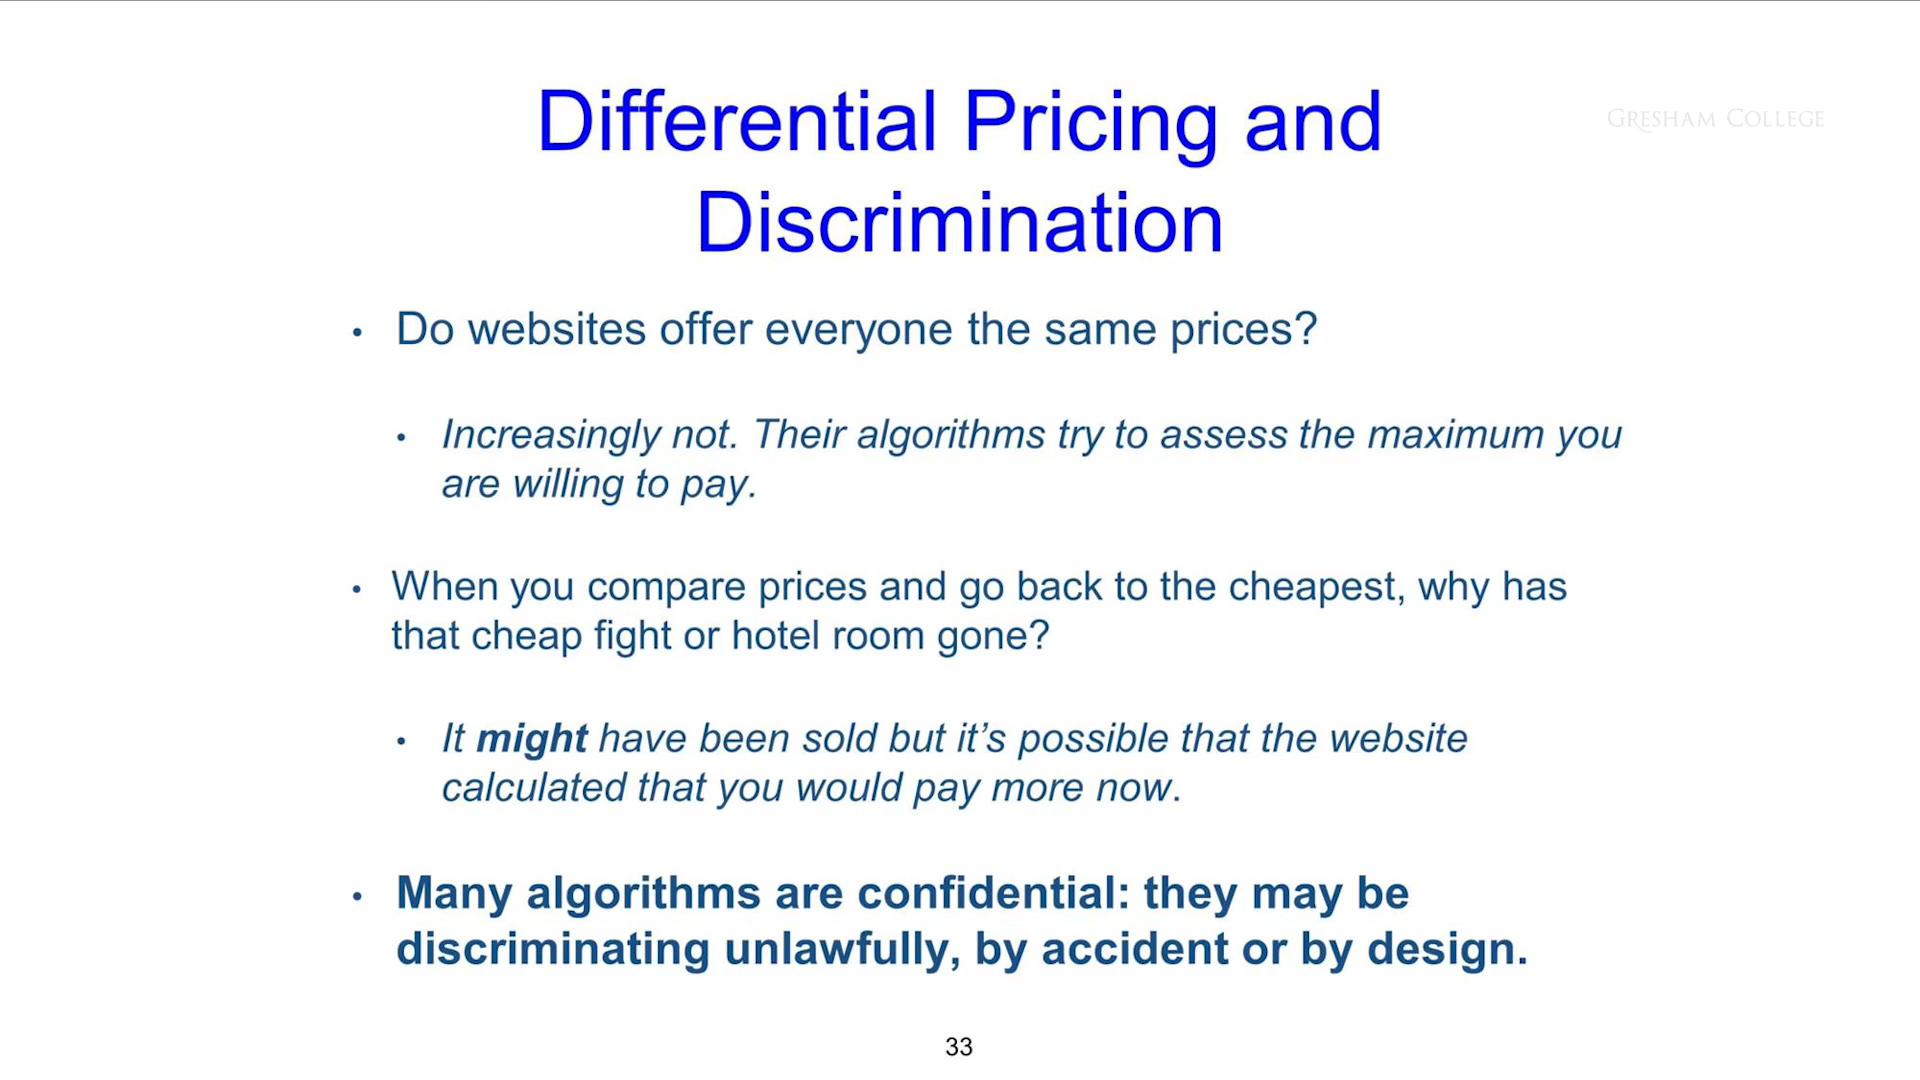 Differential Pricing and
Discrimination
GRESHAM COLLEGE
• Do websites offer everyone the same prices?
• Increasingly not. Their algorithms try to assess the maximum you
are willing to pay.
• When you compare prices and go back to the cheapest, why has
that cheap fight or hotel room gone?
• It might have been sold but it’s possible that the website
calculated that you would pay more now.
• Many algorithms are confidential: they may be
discriminating unlawfully, by accident or by design.
33